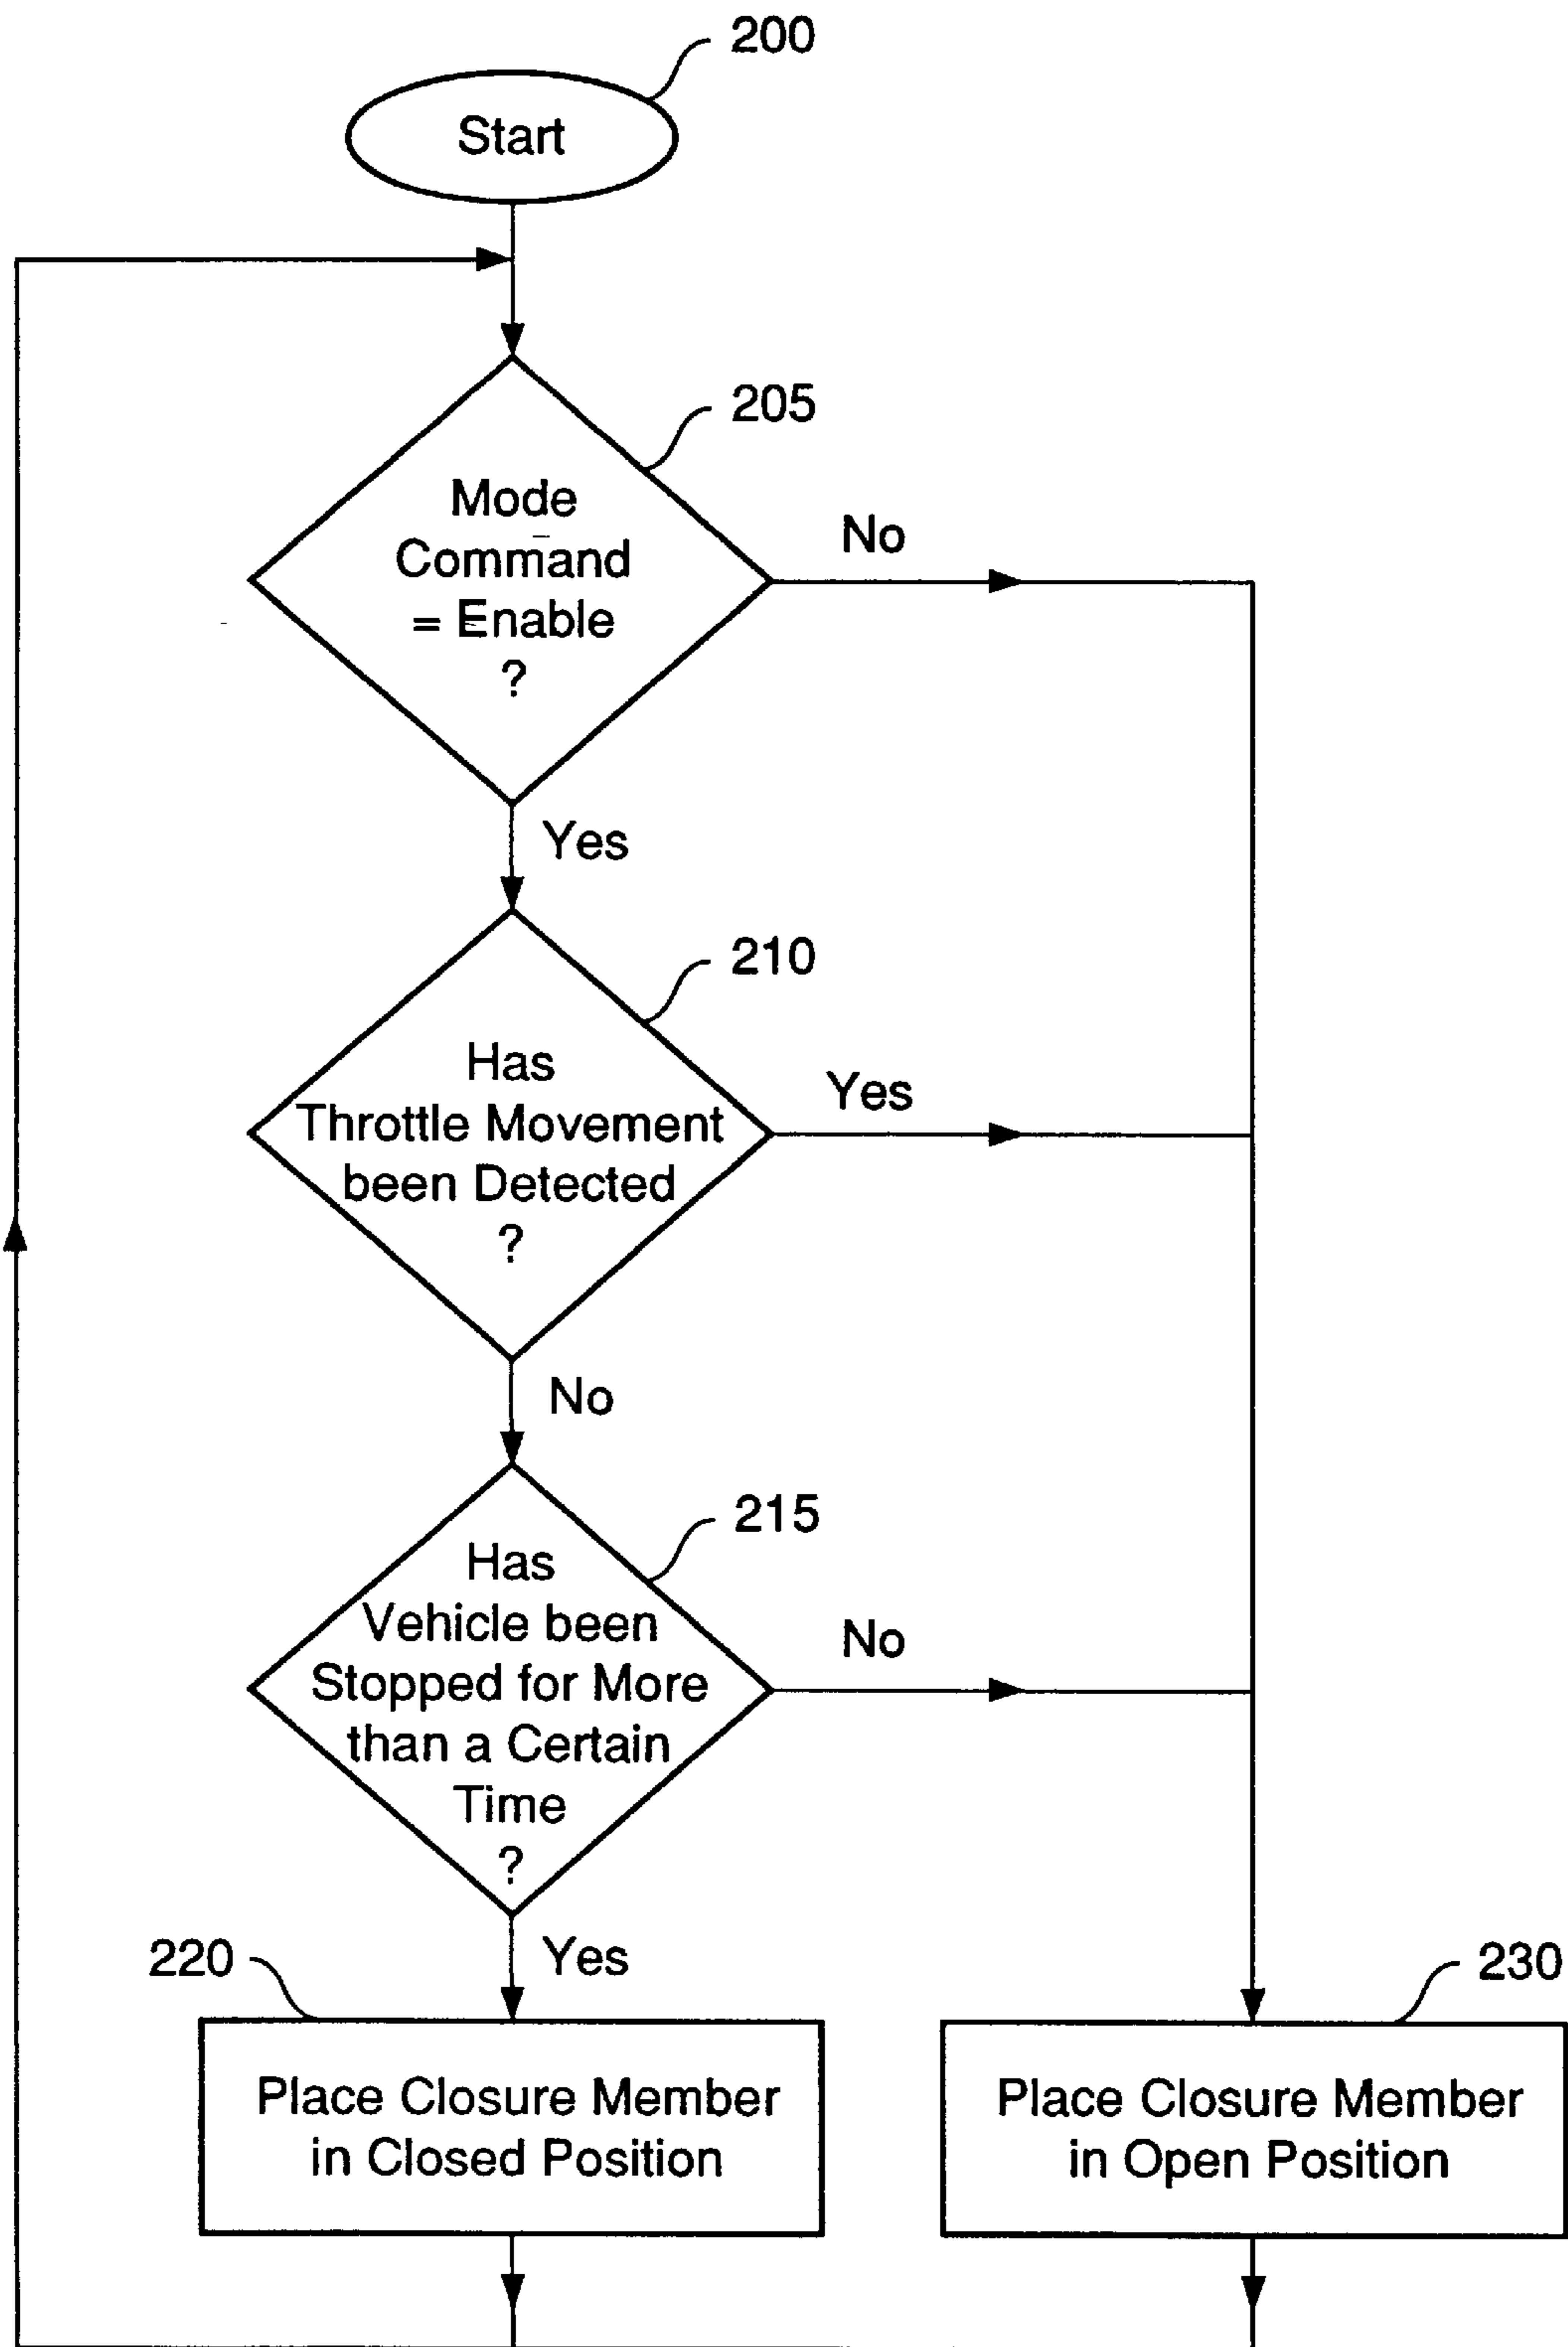 200
Start
205
Mode
Command
= Enable
?
No
Yes
210
Has
Throttle Movement
been Detected
?
Yes
No
215
Has
Vehicle been
Stopped for More
than a Certain
Time
?
No
Yes
220
230
Place Closure Member
in Closed Position
Place Closure Member
in Open Position